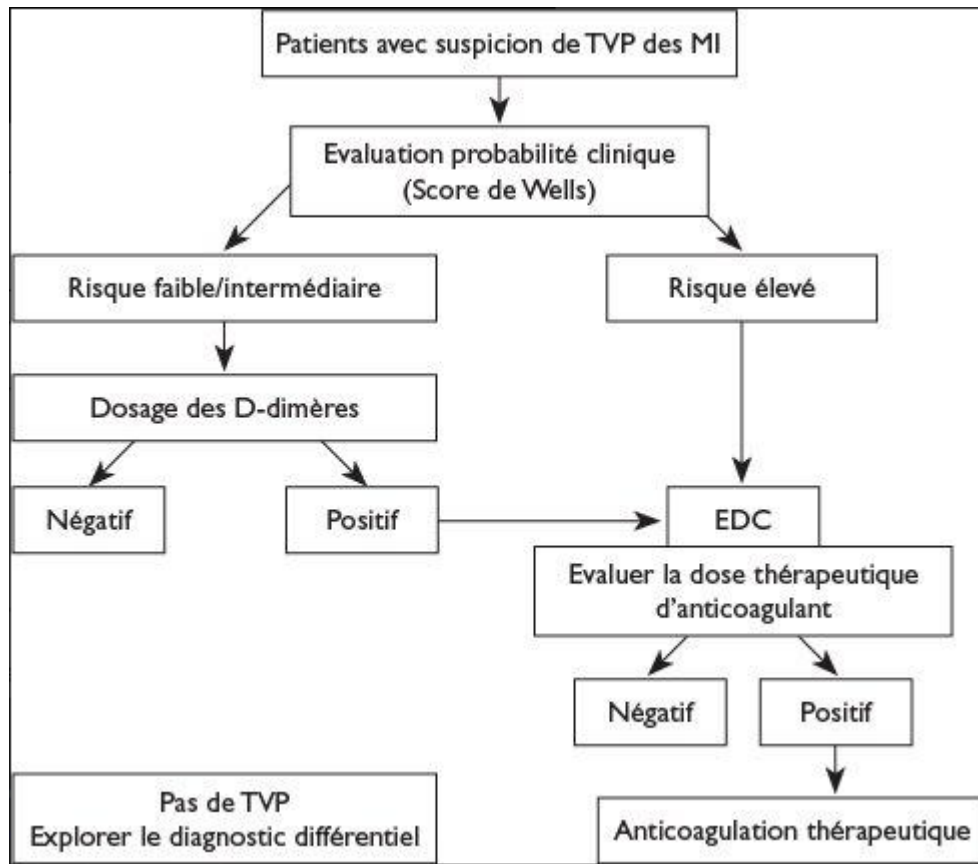 Patients avec suspicion de TVP des MI
Evaluation probabilité clinique
(Score de Wells)
Risque faible/intermédiaire
Risque élevé
Dosage des D-dimères
Négatif
Positif
EDC
Evaluer la dose thérapeutique
d'anticoagulant
Négatif
Positif
Pas de TVP
Explorer le diagnostic différentiel
Anticoagulation thérapeutique